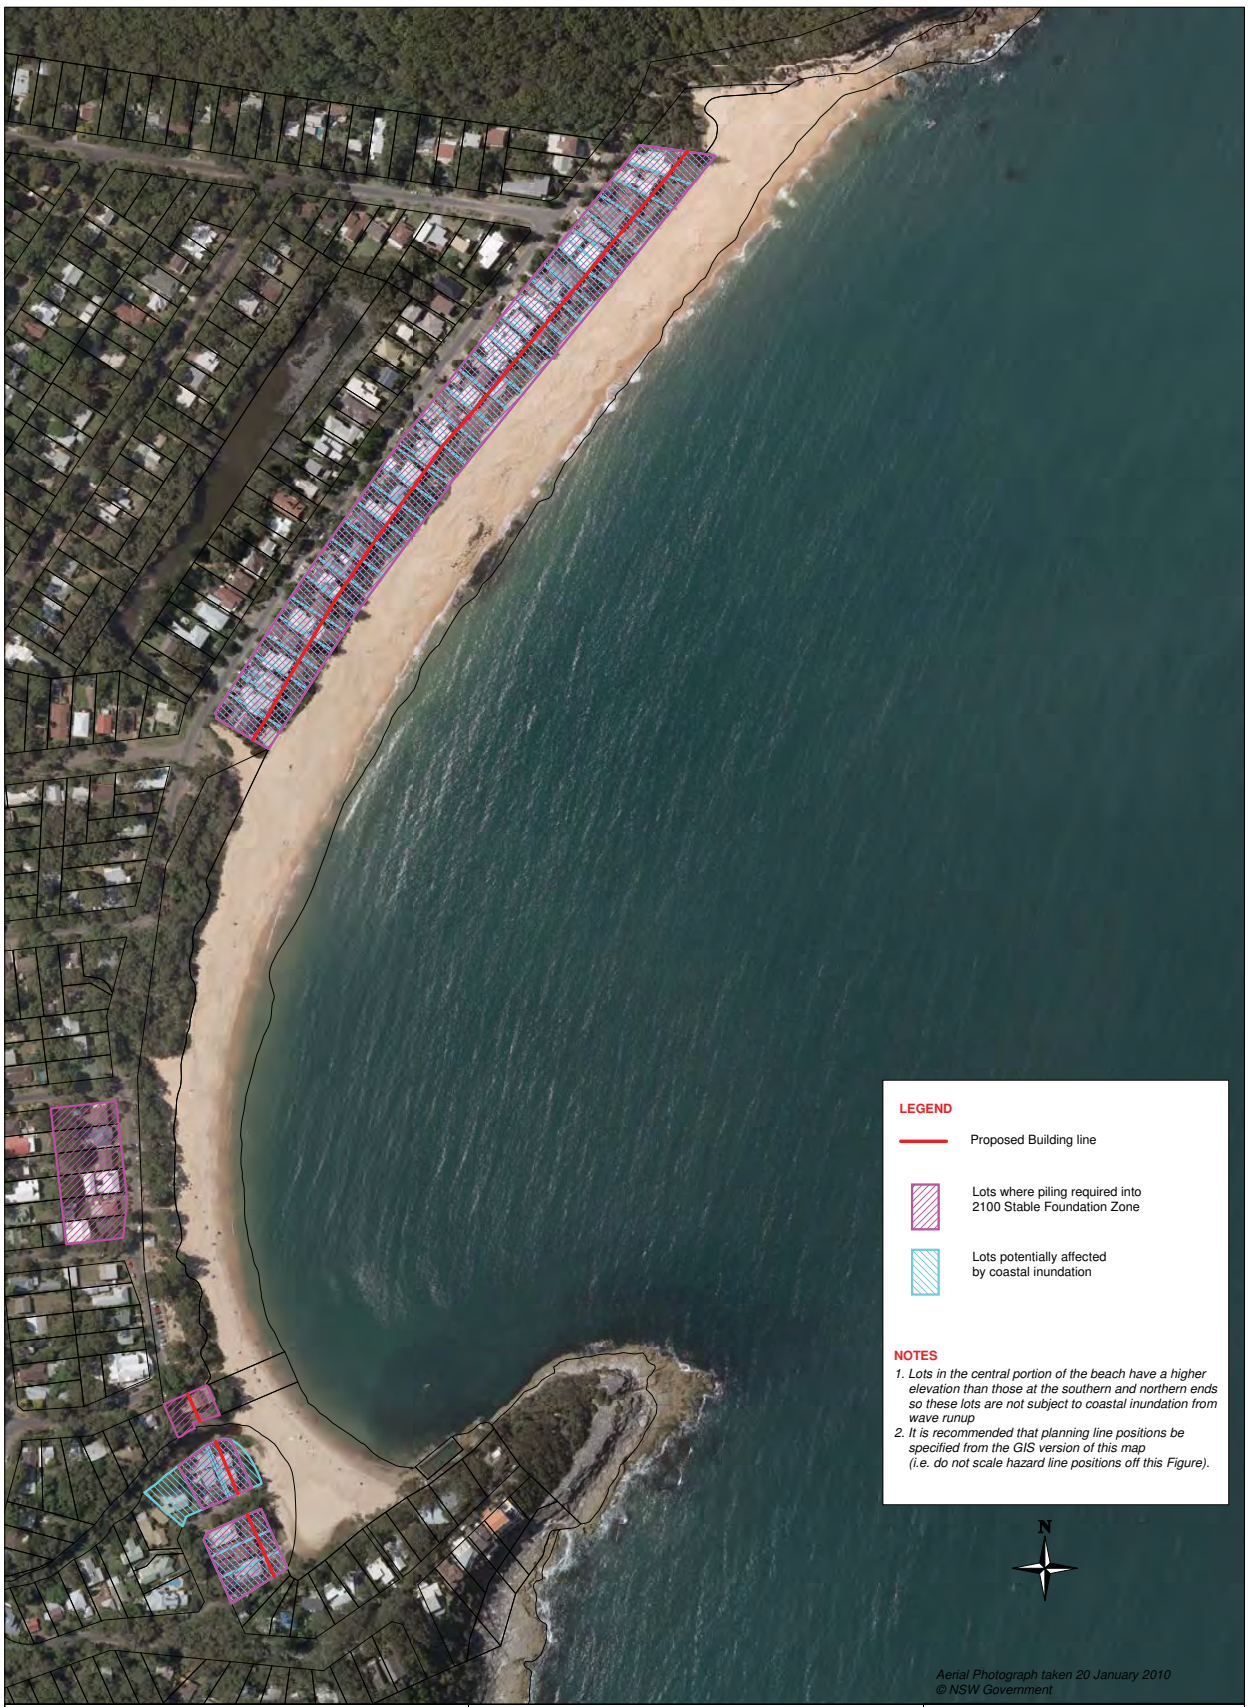 LEGEND
Proposed Building line
Lots where piling required into
2100 Stable Foundation Zone
Lots potentially affected
by coastal inundation
NOTES
1. Lots in the central portion of the beach have a higher
elevation than those at the southern and northern ends
so these lots are not subject to coastal inundation from
wave runup
2. It is recommended that planning line positions be
specified from the GIS version of this map
(i.e. do not scale hazard line positions off this Figure).
N
Aerial Photograph taken 20 January 2010
© NSW Government